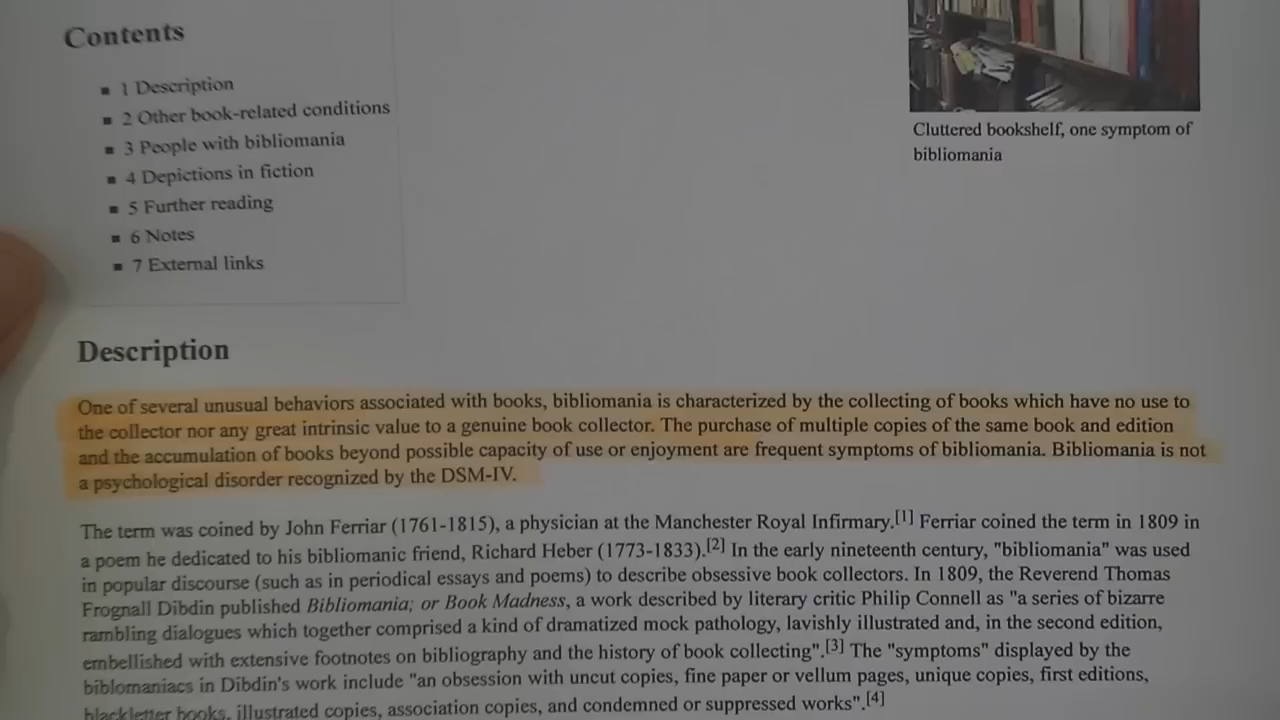 Contents
▪ 1 Description
▪ 2 Other book-related conditions
▪ 3 People with bibliomania
▪ 4 Depictions in fiction
▪ 5 Further reading
▪ 6 Notes
▪ 7 External links
Cluttered bookshelf, one symptom of
bibliomania
Description
One of several unusual behaviors associated with books, bibliomania is characterized by the collecting of books which have no use to
the collector nor any great intrinsic value to a genuine book collector. The purchase of multiple copies of the same book and edition
and the accumulation of books beyond possible capacity of use or enjoyment are frequent symptoms of bibliomania. Bibliomania is not
a psychological disorder recognized by the DSM-IV.
The term was coined by John Ferriar (1761-1815), a physician at the Manchester Royal Infirmary.[1] Ferriar coined the term in 1809 in
a poem he dedicated to his bibliomanic friend, Richard Heber (1773-1833).[2] In the early nineteenth century, "bibliomania" was used
in popular discourse (such as in periodical essays and poems) to describe obsessive book collectors. In 1809, the Reverend Thomas
Frognall Dibdin published Bibliomania; or Book Madness, a work described by literary critic Philip Connell as "a series of bizarre
rambling dialogues which together comprised a kind of dramatized mock pathology, lavishly illustrated and, in the second edition,
embellished with extensive footnotes on bibliography and the history of book collecting".[3] The "symptoms" displayed by the
biblomaniacs in Dibdin's work include "an obsession with uncut copies, fine paper or vellum pages, unique copies, first editions,
blackletter books, illustrated copies, association copies, and condemned or suppressed works".[4]